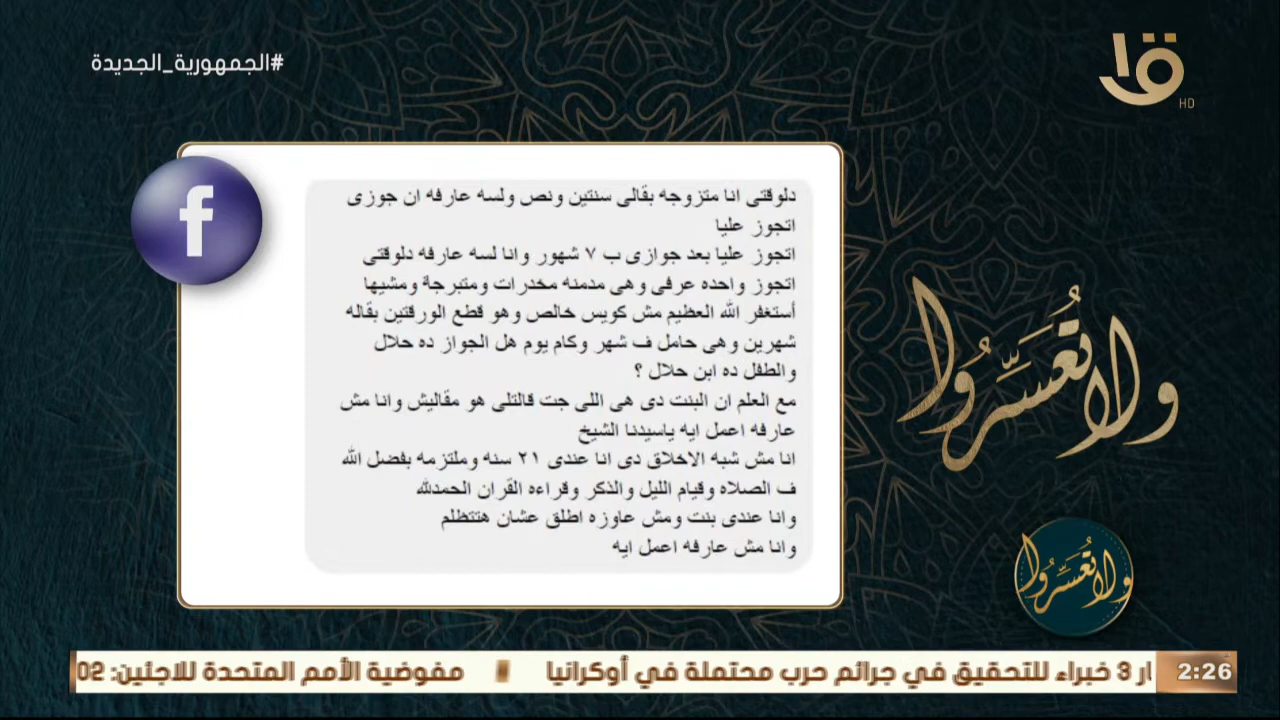 #الجمهورية_الجديدة
HD
دلوقتى انا متزوجه بقالى سنتين ونص ولسه عارفه ان جوزى
اتجوز عليا
اتجوز عليا بعد جوازى ب ٧ شهور وانا لسه عارفه دلوقتى
اتجوز واحده عرفى وهى مدمنه مخدرات ومتبرجة ومشيها
أستغفر الله العظيم مش كويس خالص وهو قطع الورقتين بقاله
شهرين وهى حامل ف شهر وكام يوم هل الجواز ده حلال
والطفل ده ابن حلال ؟
مع العلم ان البنت دى هى اللى جت قالتلى هو مقاليش وانا مش
عارفه اعمل ايه ياسيدنا الشيخ
انا مش شبه الاخلاق دى انا عندى ٢١ سنه وملتزمه بفضل الله
ف الصلاه وقيام الليل والذكر وقراءه القران الحمدلله
وانا عندى بنت ومش عاوزه اطلق عشان هتتظلم
وانا مش عارفه اعمل ايه
ولا تُعسِّروا
ولا تُعسِّروا
ار 3 خبراء للتحقيق في جرائم حرب محتملة في أوكرانيا مفوضية الأمم المتحدة للاجئين: 02
2:26